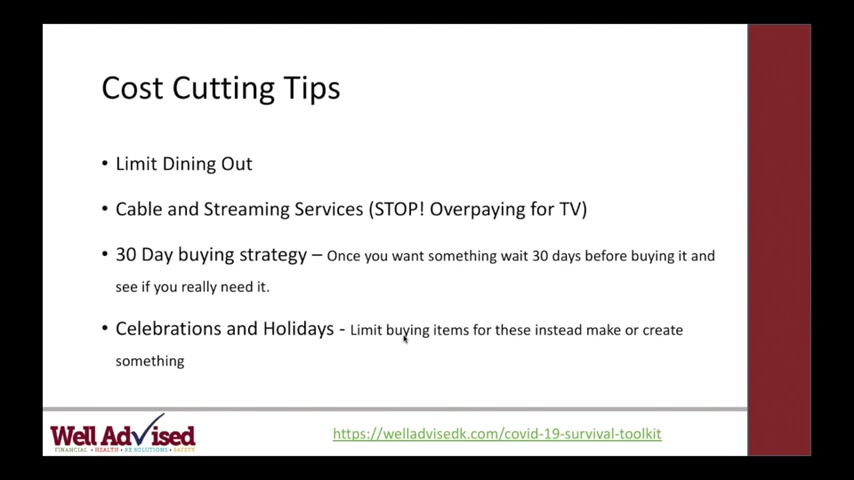 Cost Cutting Tips
• Limit Dining Out
• Cable and Streaming Services (STOP! Overpaying for TV)
• 30 Day buying strategy – Once you want something wait 30 days before buying it and
see if you really need it.
• Celebrations and Holidays - Limit buying items for these instead make or create
something
Well Advised
FINANCIAL • HEALTH • RE SOLUTIONS • SAFETY
https://welladvisedk.com/covid-19-survival-toolkit